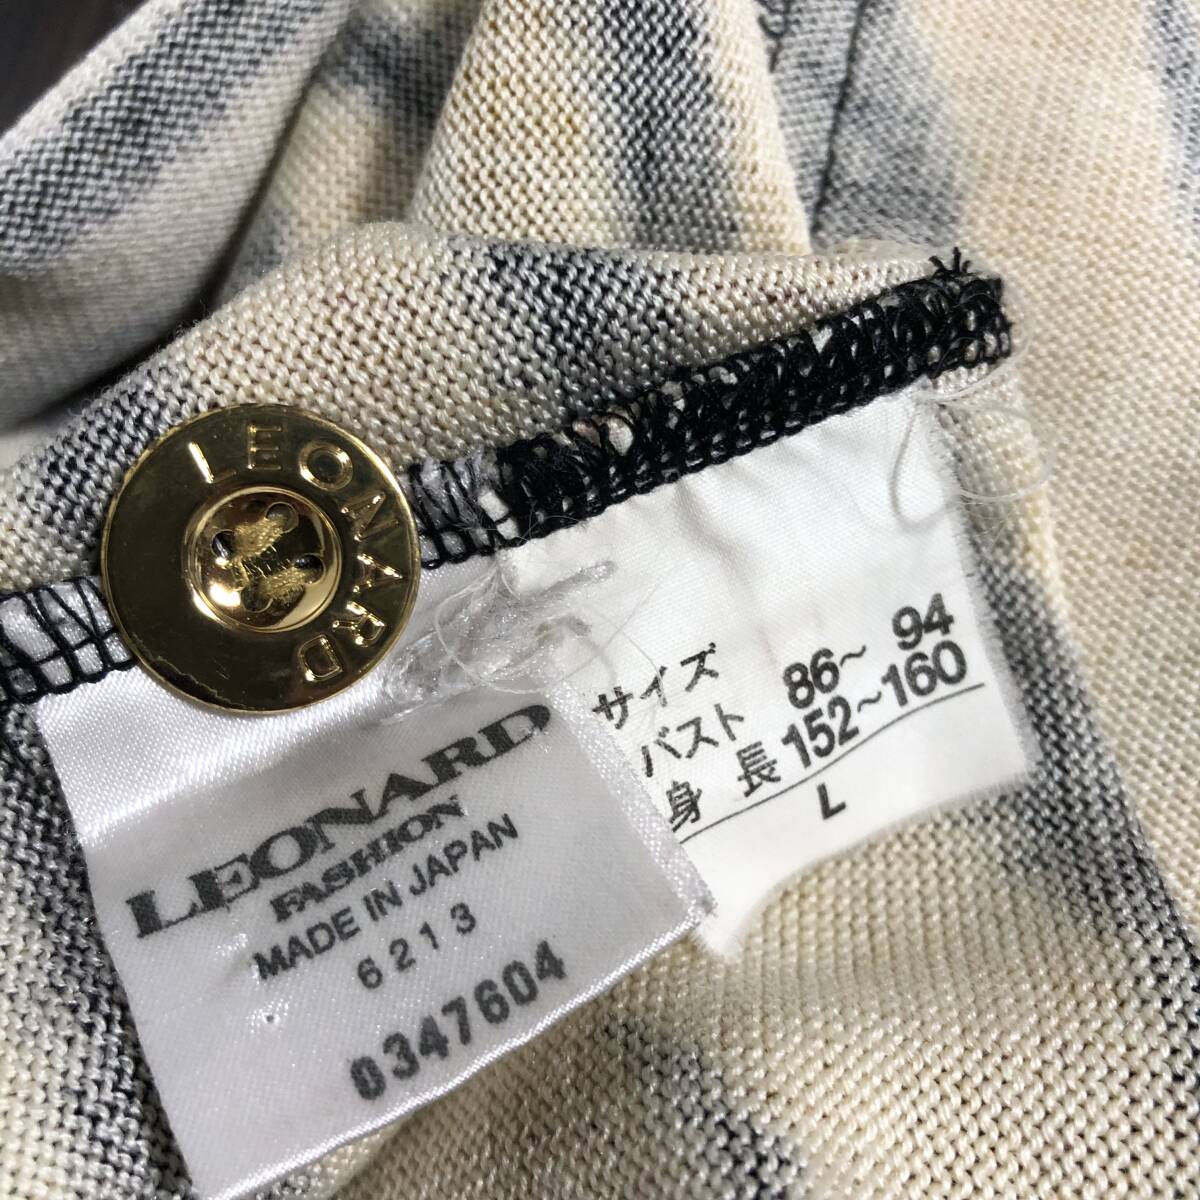 LEONARD
LEONARD
FASHION
MADE IN JAPAN
6213
0347604
サイズ
バスト 86~ 94
身 長 152~160
L